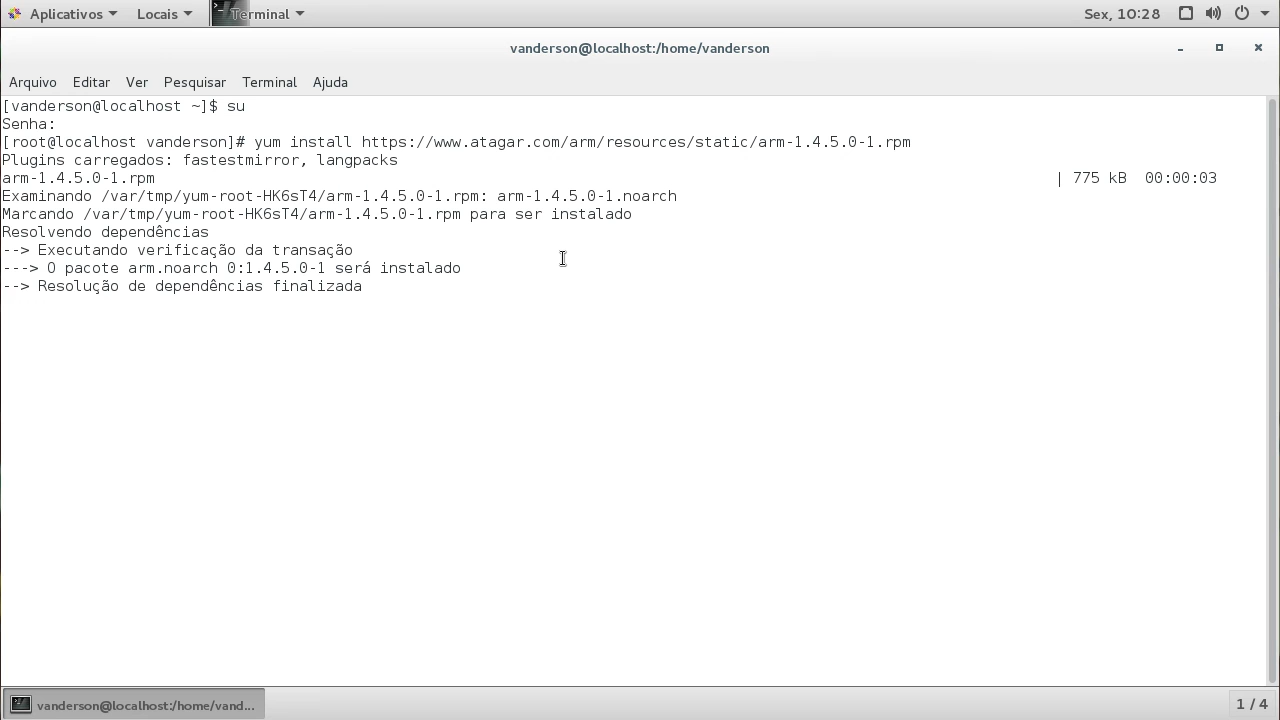 Aplicativos Locais Terminal Sex, 10:28
vanderson@localhost:/home/vanderson
Arquivo Editar Ver Pesquisar Terminal Ajuda
[vanderson@localhost ~]$ su
Senha:
[root@localhost vanderson]# yum install https://www.atagar.com/arm/resources/static/arm-1.4.5.0-1.rpm
Plugins carregados: fastestmirror, langpacks
arm-1.4.5.0-1.rpm | 775 kB 00:00:03
Examinando /var/tmp/yum-root-HK6sT4/arm-1.4.5.0-1.rpm: arm-1.4.5.0-1.noarch
Marcando /var/tmp/yum-root-HK6sT4/arm-1.4.5.0-1.rpm para ser instalado
Resolvendo dependências
--> Executando verificação da transação
---> O pacote arm.noarch 0:1.4.5.0-1 será instalado
--> Resolução de dependências finalizada
vanderson@localhost:/home/vand... 1 / 4